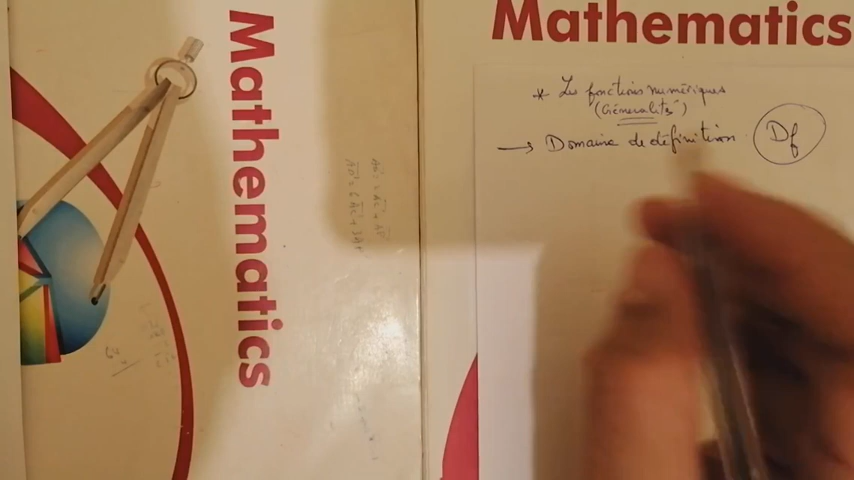 Mathematics
Mathematics
* Les fonctions numériques
(Généralités)
→ Domaine de définition Df